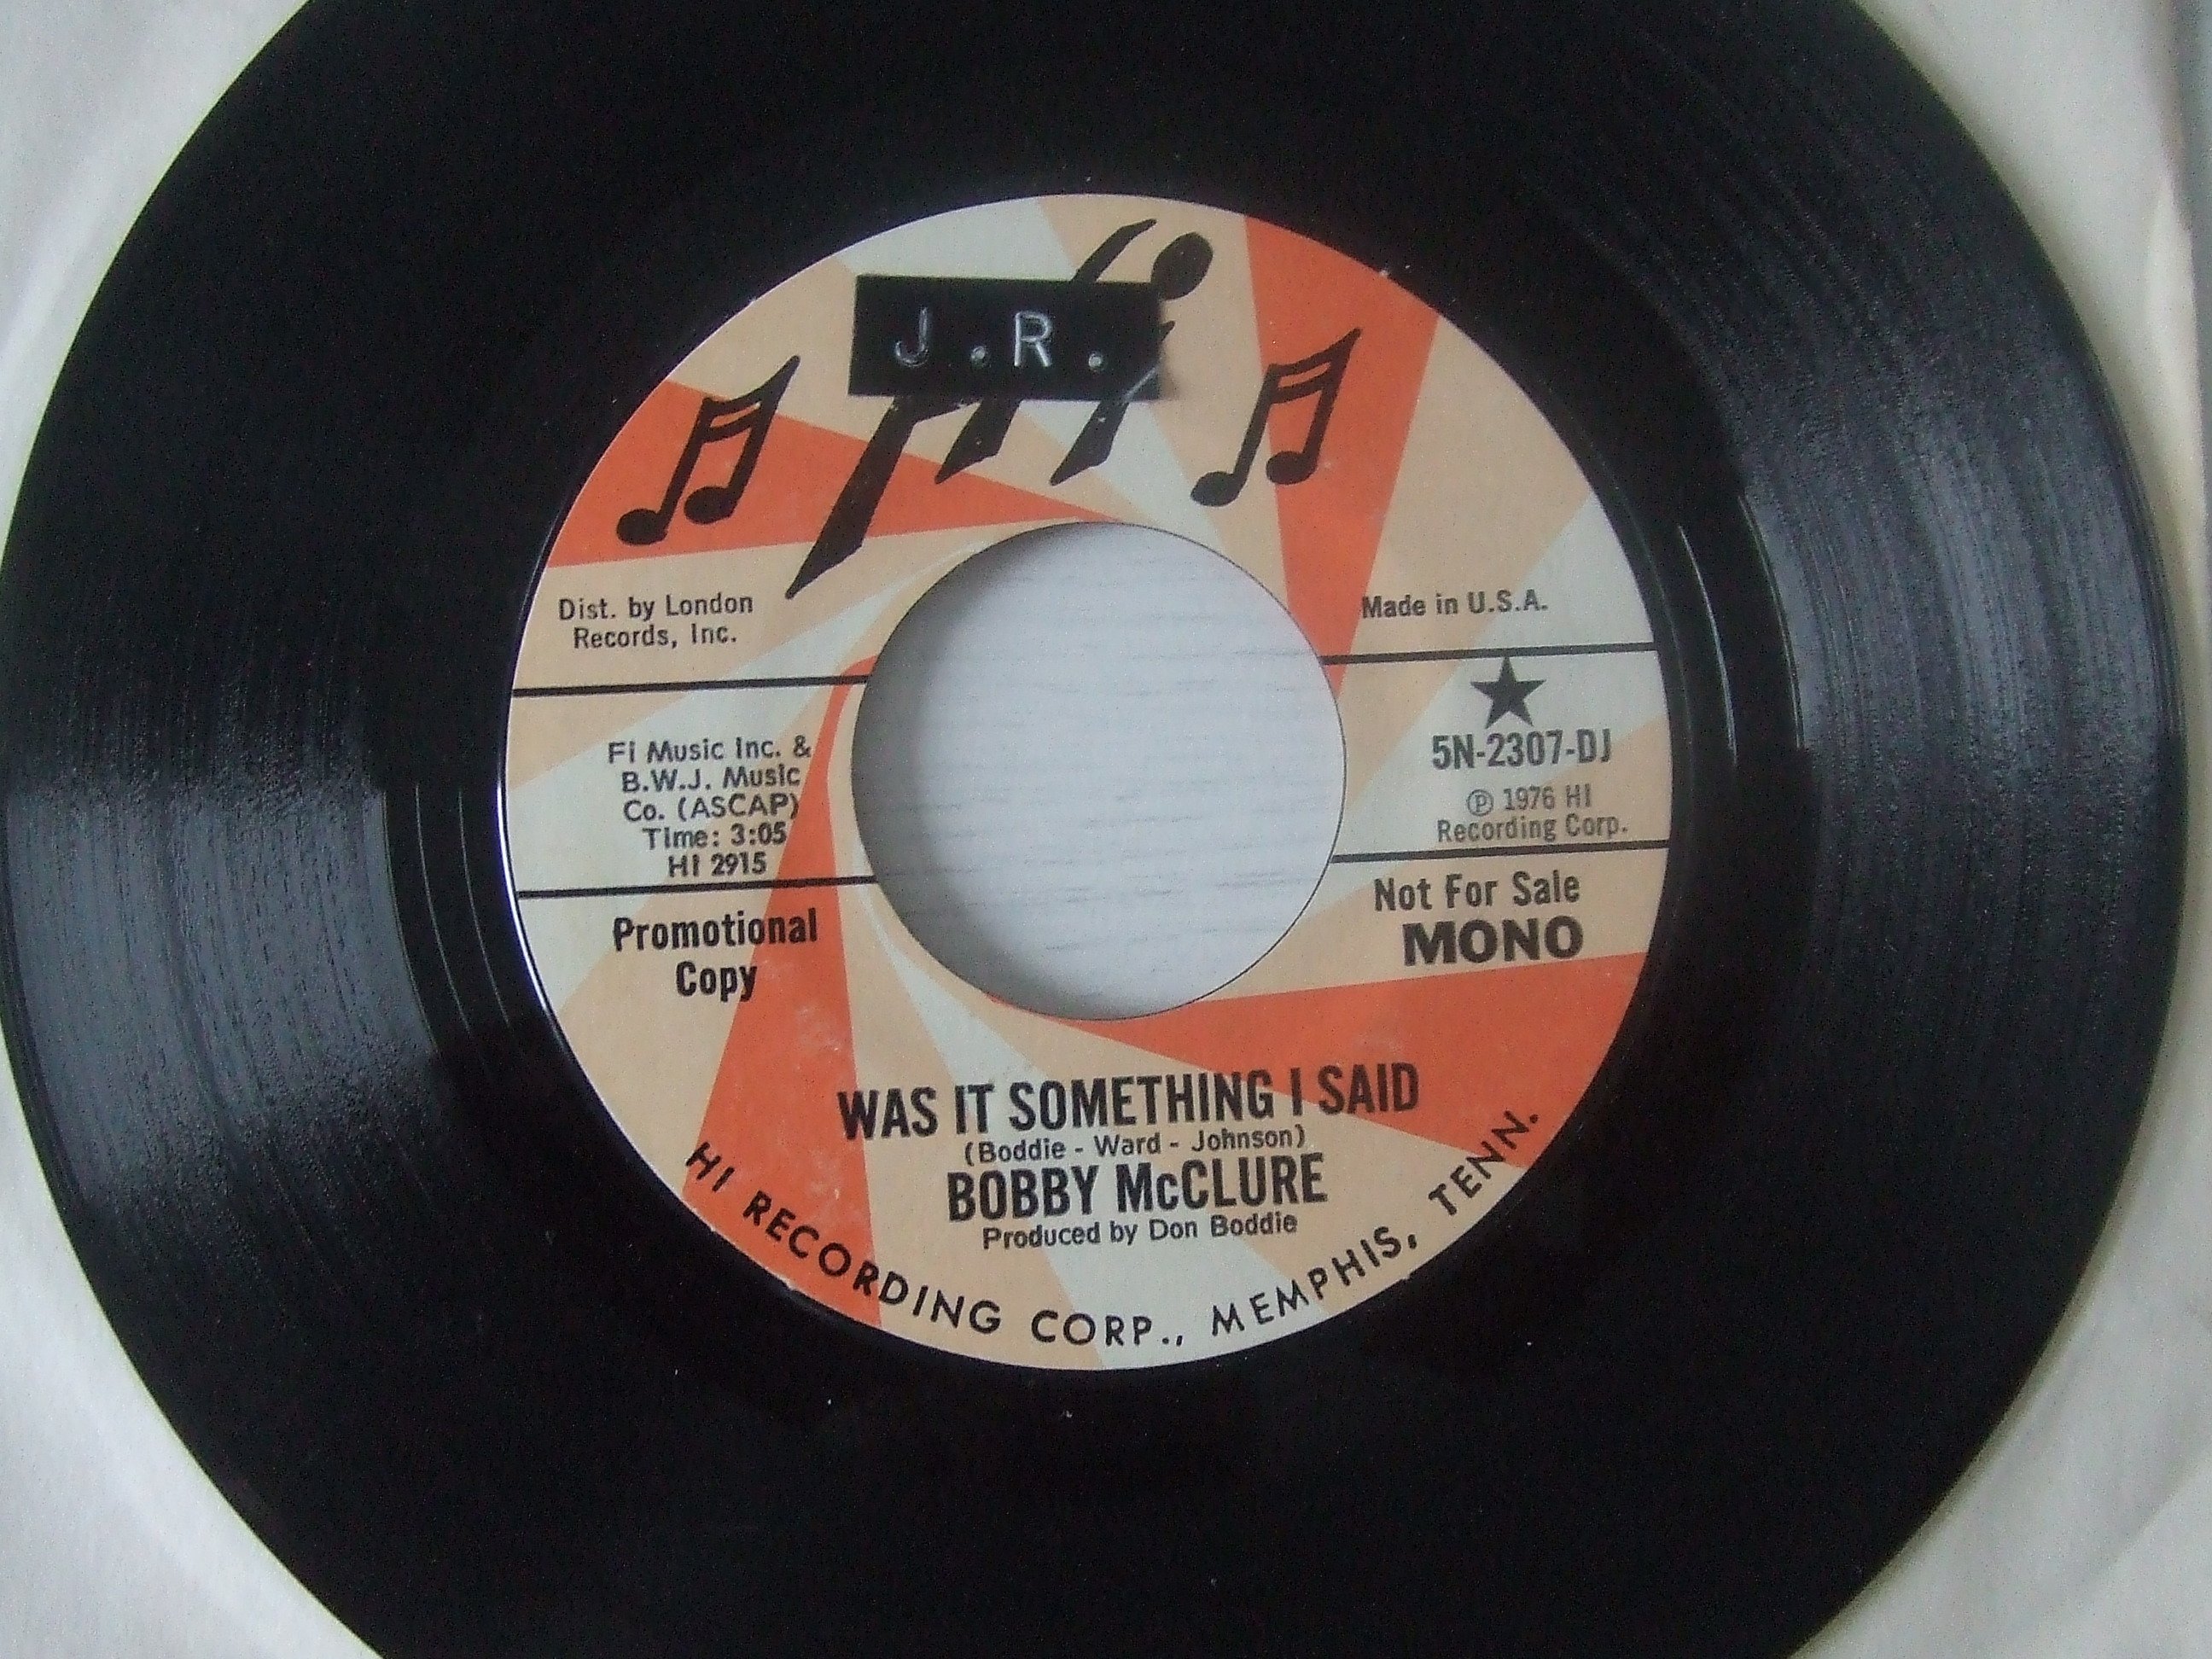 J.R.
Dist. by London
Records, Inc.
Made in U.S.A.
Fi Music Inc. &
B.W.J. Music
Co. (ASCAP)
Time: 3:05
HI 2915
★
5N-2307-DJ
℗ 1976 HI
Recording Corp.
Promotional
Copy
Not For Sale
MONO
WAS IT SOMETHING I SAID
(Boddie - Ward - Johnson)
BOBBY McCLURE
Produced by Don Boddie
HI RECORDING CORP., MEMPHIS, TENN.